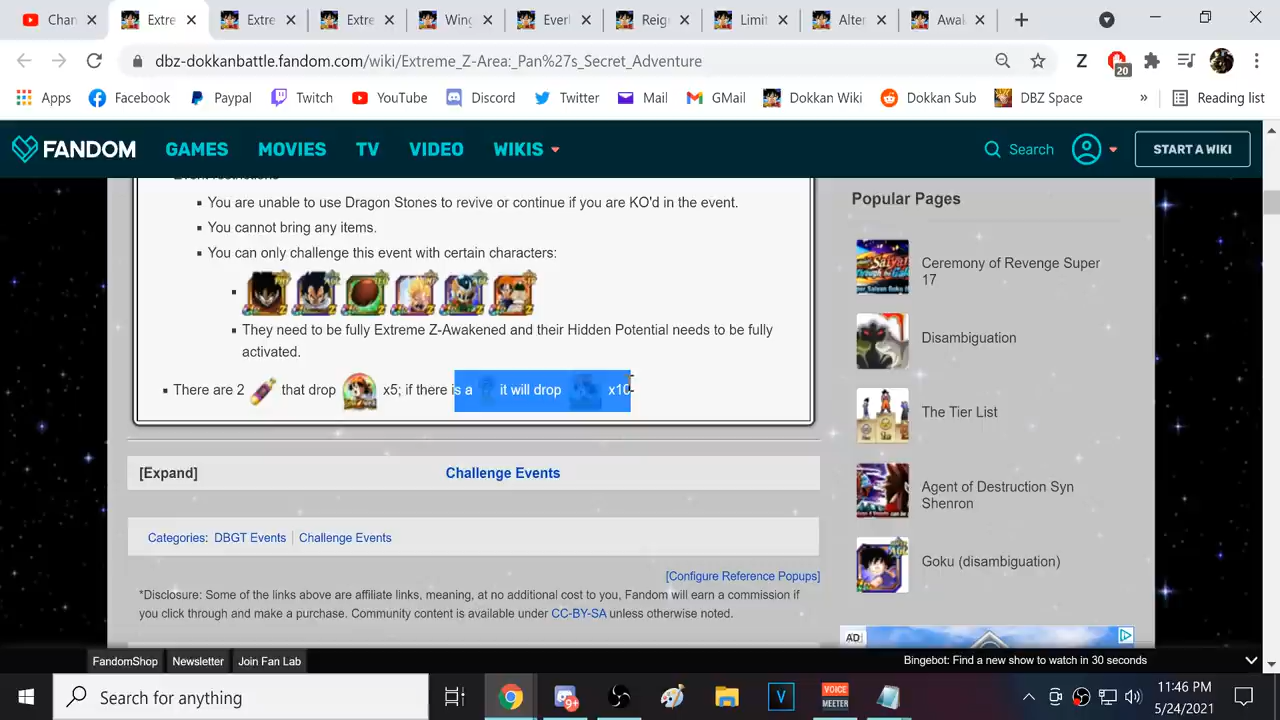 Chan
Extre
Extre
Extre
Wing
Everl
Reign
Limit
Alter
Awak
dbz-dokkanbattle.fandom.com/wiki/Extreme_Z-Area:_Pan%27s_Secret_Adventure
Z
20
Apps
Facebook
Paypal
Twitch
YouTube
Discord
Twitter
Mail
GMail
Dokkan Wiki
Dokkan Sub
DBZ Space
»
Reading list
FANDOM
GAMES
MOVIES
TV
VIDEO
WIKIS
Search
START A WIKI
Event restrictions
You are unable to use Dragon Stones to revive or continue if you are KO'd in the event.
You cannot bring any items.
You can only challenge this event with certain characters:
They need to be fully Extreme Z-Awakened and their Hidden Potential needs to be fully
activated.
There are 2 that drop x5; if there is a it will drop x10
[Expand]
Challenge Events
Categories: DBGT Events Challenge Events
[Configure Reference Popups]
*Disclosure: Some of the links above are affiliate links, meaning, at no additional cost to you, Fandom will earn a commission if
you click through and make a purchase. Community content is available under CC-BY-SA unless otherwise noted.
Popular Pages
Ceremony of Revenge Super
17
Disambiguation
The Tier List
Agent of Destruction Syn
Shenron
Goku (disambiguation)
AD
FandomShop
Newsletter
Join Fan Lab
Bingebot: Find a new show to watch in 30 seconds
Search for anything
9+
V
VOICE
MEETER
11:46 PM
5/24/2021